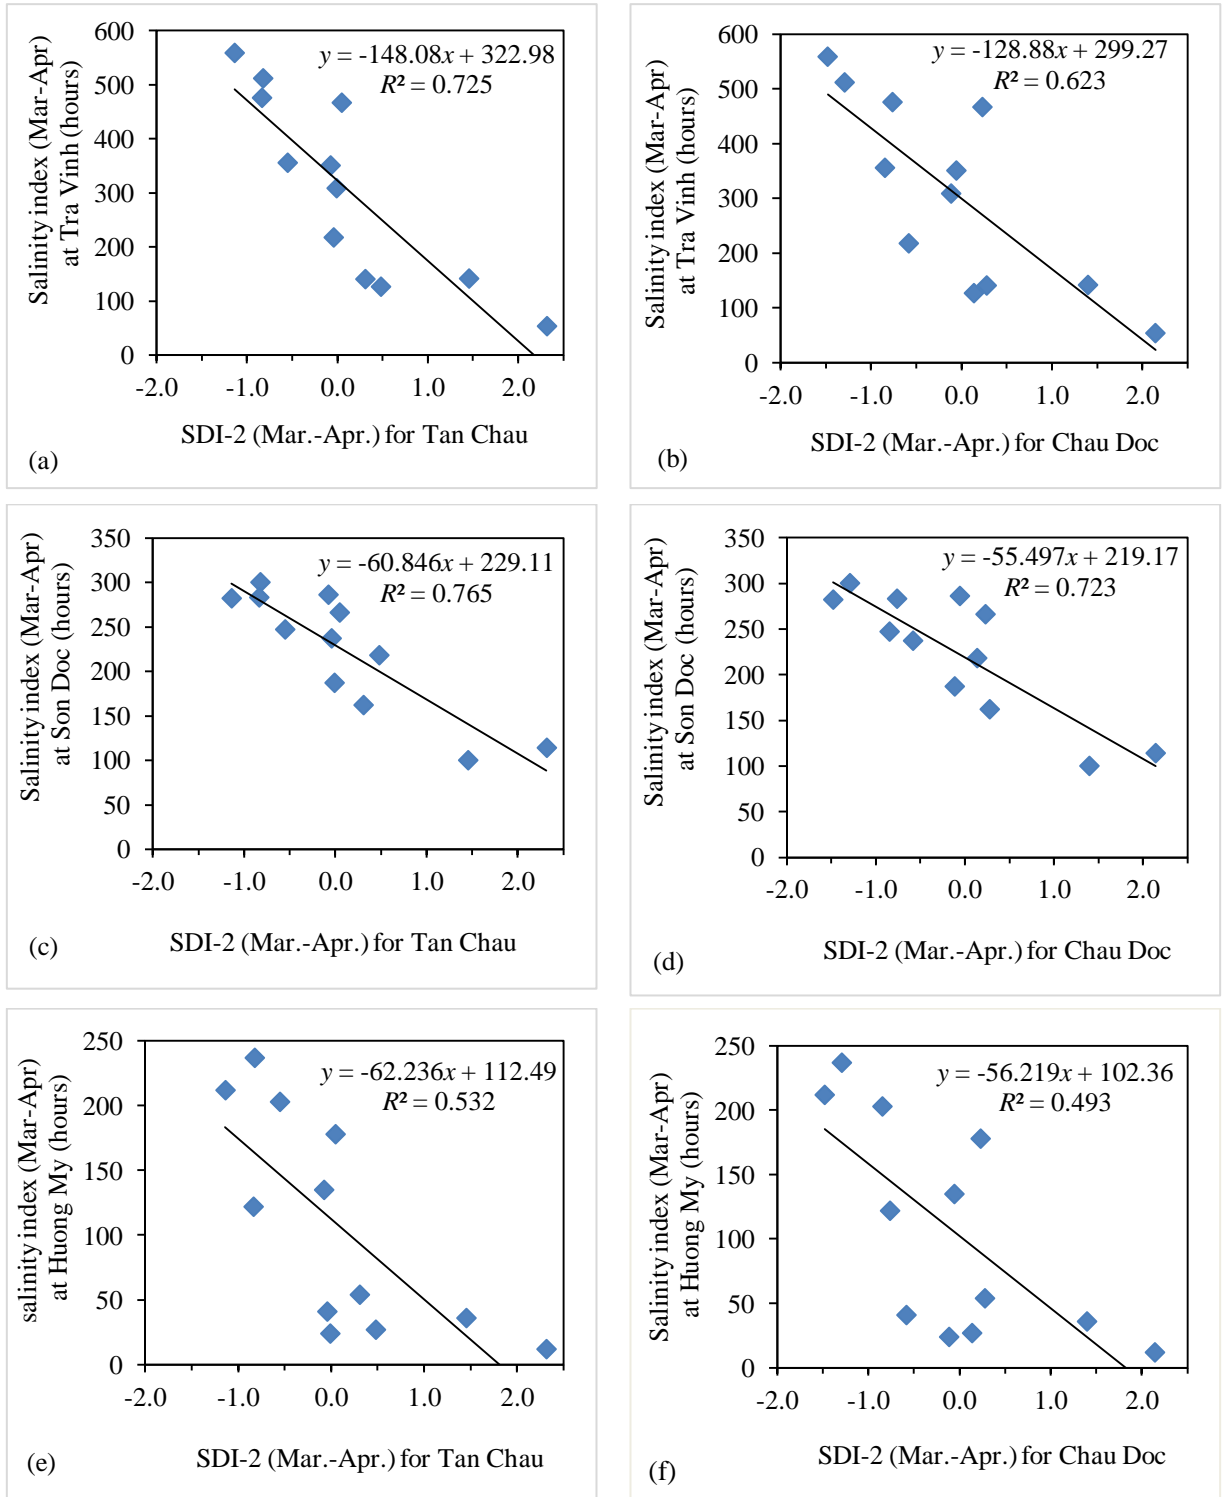 Salinity index (Mar-Apr)
at Tra Vinh (hours)
600
500
400
300
200
100
0
y = -148.08x + 322.98
R² = 0.725
-2.0 -1.0 0.0 1.0 2.0
SDI-2 (Mar.-Apr.) for Tan Chau
(a)
Salinity index (Mar-Apr)
at Tra Vinh (hours)
600
500
400
300
200
100
0
y = -128.88x + 299.27
R² = 0.623
-2.0 -1.0 0.0 1.0 2.0
SDI-2 (Mar.-Apr.) for Chau Doc
(b)
Salinity index (Mar-Apr)
at Son Doc (hours)
350
300
250
200
150
100
50
0
y = -60.846x + 229.11
R² = 0.765
-2.0 -1.0 0.0 1.0 2.0
SDI-2 (Mar.-Apr.) for Tan Chau
(c)
Salinity index (Mar-Apr)
at Son Doc (hours)
350
300
250
200
150
100
50
0
y = -55.497x + 219.17
R² = 0.723
-2.0 -1.0 0.0 1.0 2.0
SDI-2 (Mar.-Apr.) for Chau Doc
(d)
salinity index (Mar-Apr)
at Huong My (hours)
250
200
150
100
50
0
y = -62.236x + 112.49
R² = 0.532
-2.0 -1.0 0.0 1.0 2.0
SDI-2 (Mar.-Apr.) for Tan Chau
(e)
Salinity index (Mar-Apr)
at Huong My (hours)
250
200
150
100
50
0
y = -56.219x + 102.36
R² = 0.493
-2.0 -1.0 0.0 1.0 2.0
SDI-2 (Mar.-Apr.) for Chau Doc
(f)